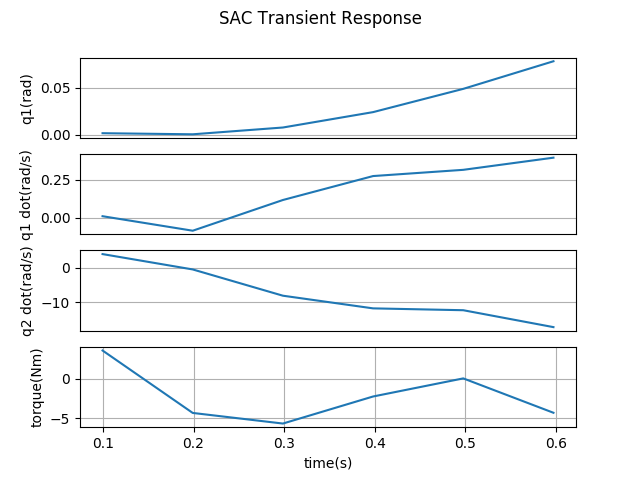 SAC Transient Response
q1(rad)
0.05
0.00
q1 dot(rad/s)
0.25
0.00
q2 dot(rad/s)
0
−10
torque(Nm)
0
−5
0.1 0.2 0.3 0.4 0.5 0.6
time(s)